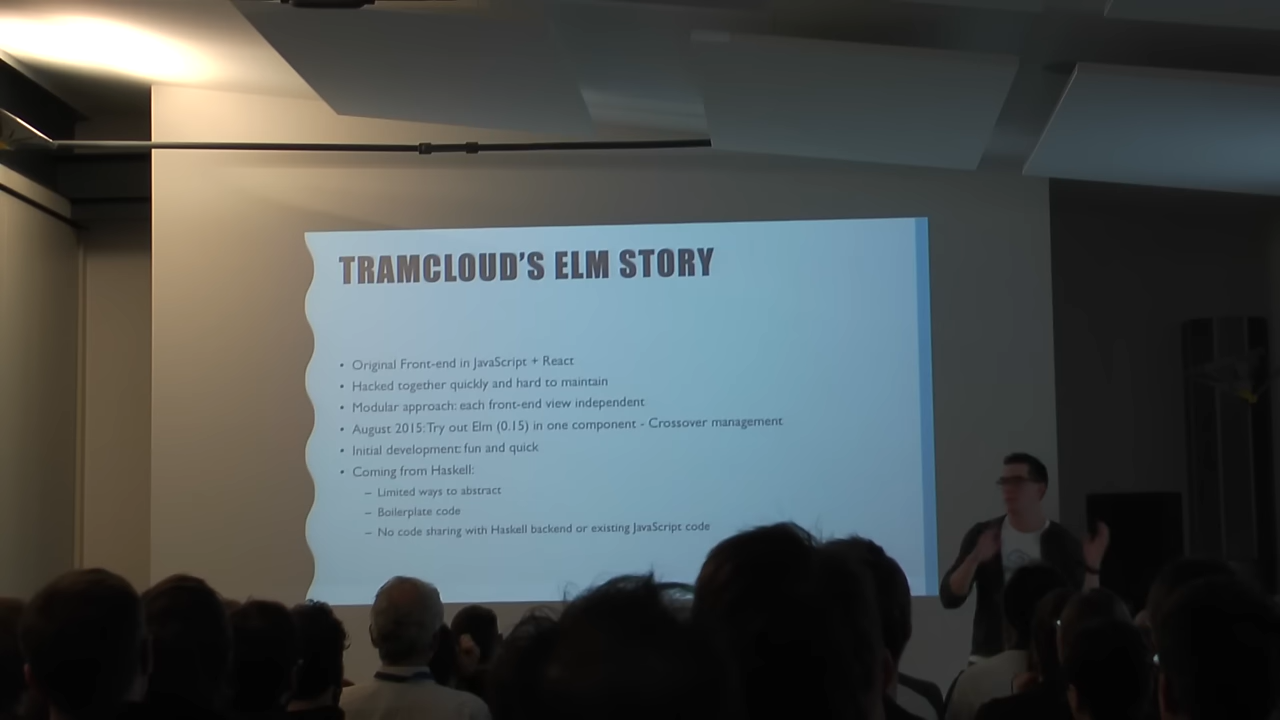 TRAMCLOUD'S ELM STORY
• Original Front-end in JavaScript + React
• Hacked together quickly and hard to maintain
• Modular approach: each front-end view independent
• August 2015: Try out Elm (0.15) in one component - Crossover management
• Initial development: fun and quick
• Coming from Haskell:
– Limited ways to abstract
– Boilerplate code
– No code sharing with Haskell backend or existing JavaScript code